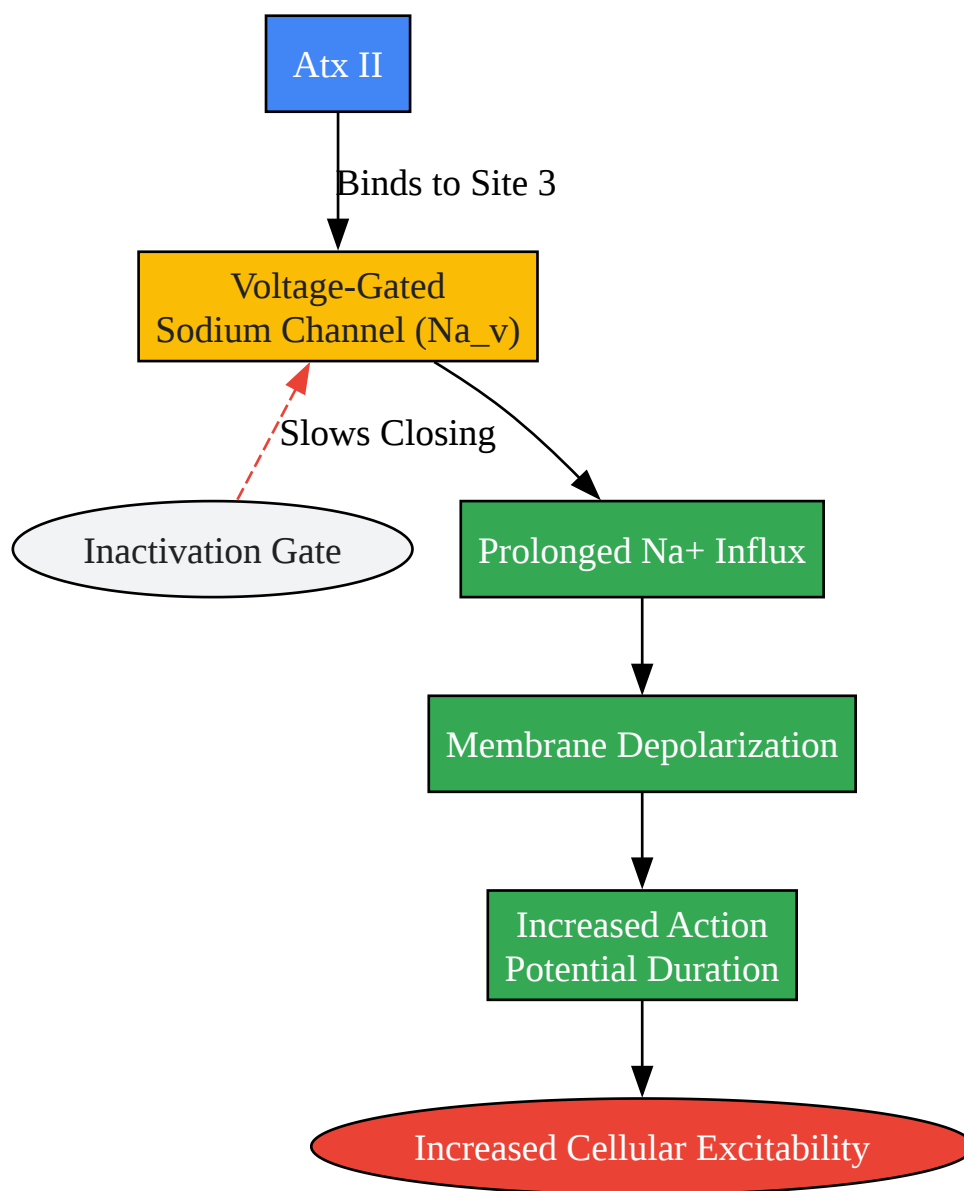 Atx II
Binds to Site 3
Voltage-Gated
Sodium Channel (Na_v)
Slows Closing
Inactivation Gate
Prolonged Na+ Influx
Membrane Depolarization
Increased Action
Potential Duration
Increased Cellular Excitability